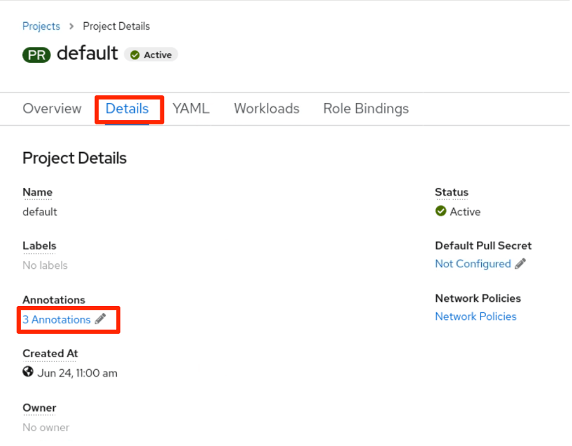 Projects > Project Details
PR default Active
Overview Details YAML Workloads Role Bindings
Project Details
Name
default
Status
Active
Labels
No labels
Default Pull Secret
Not Configured
Annotations
3 Annotations
Network Policies
Network Policies
Created At
Jun 24, 11:00 am
Owner
No owner